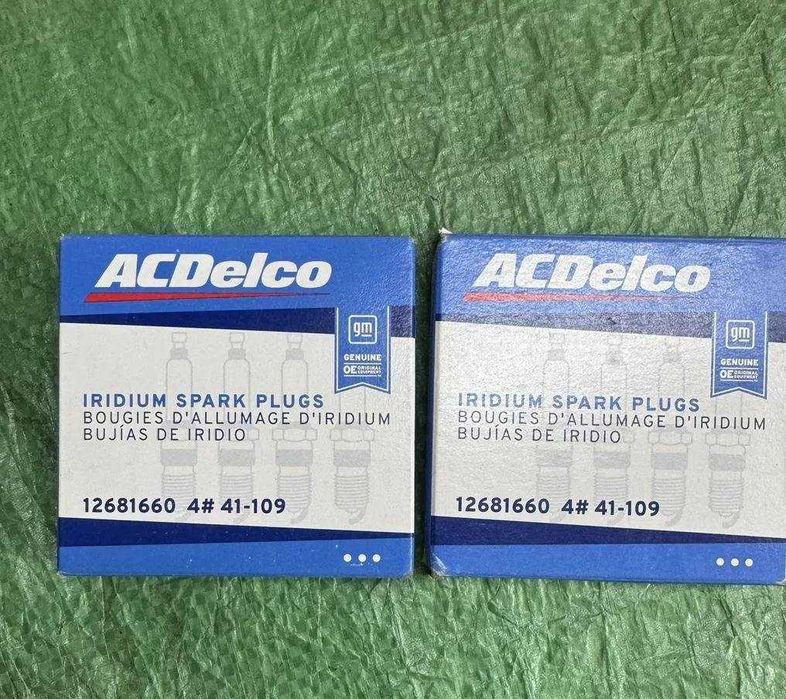 ACDelco
gm
GENUINE
OE ORIGINAL EQUIPMENT
IRIDIUM SPARK PLUGS
BOUGIES D'ALLUMAGE D'IRIDIUM
BUJÍAS DE IRIDIO
12681660 4# 41-109
ACDelco
gm
GENUINE
OE ORIGINAL EQUIPMENT
IRIDIUM SPARK PLUGS
BOUGIES D'ALLUMAGE D'IRIDIUM
BUJÍAS DE IRIDIO
12681660 4# 41-109